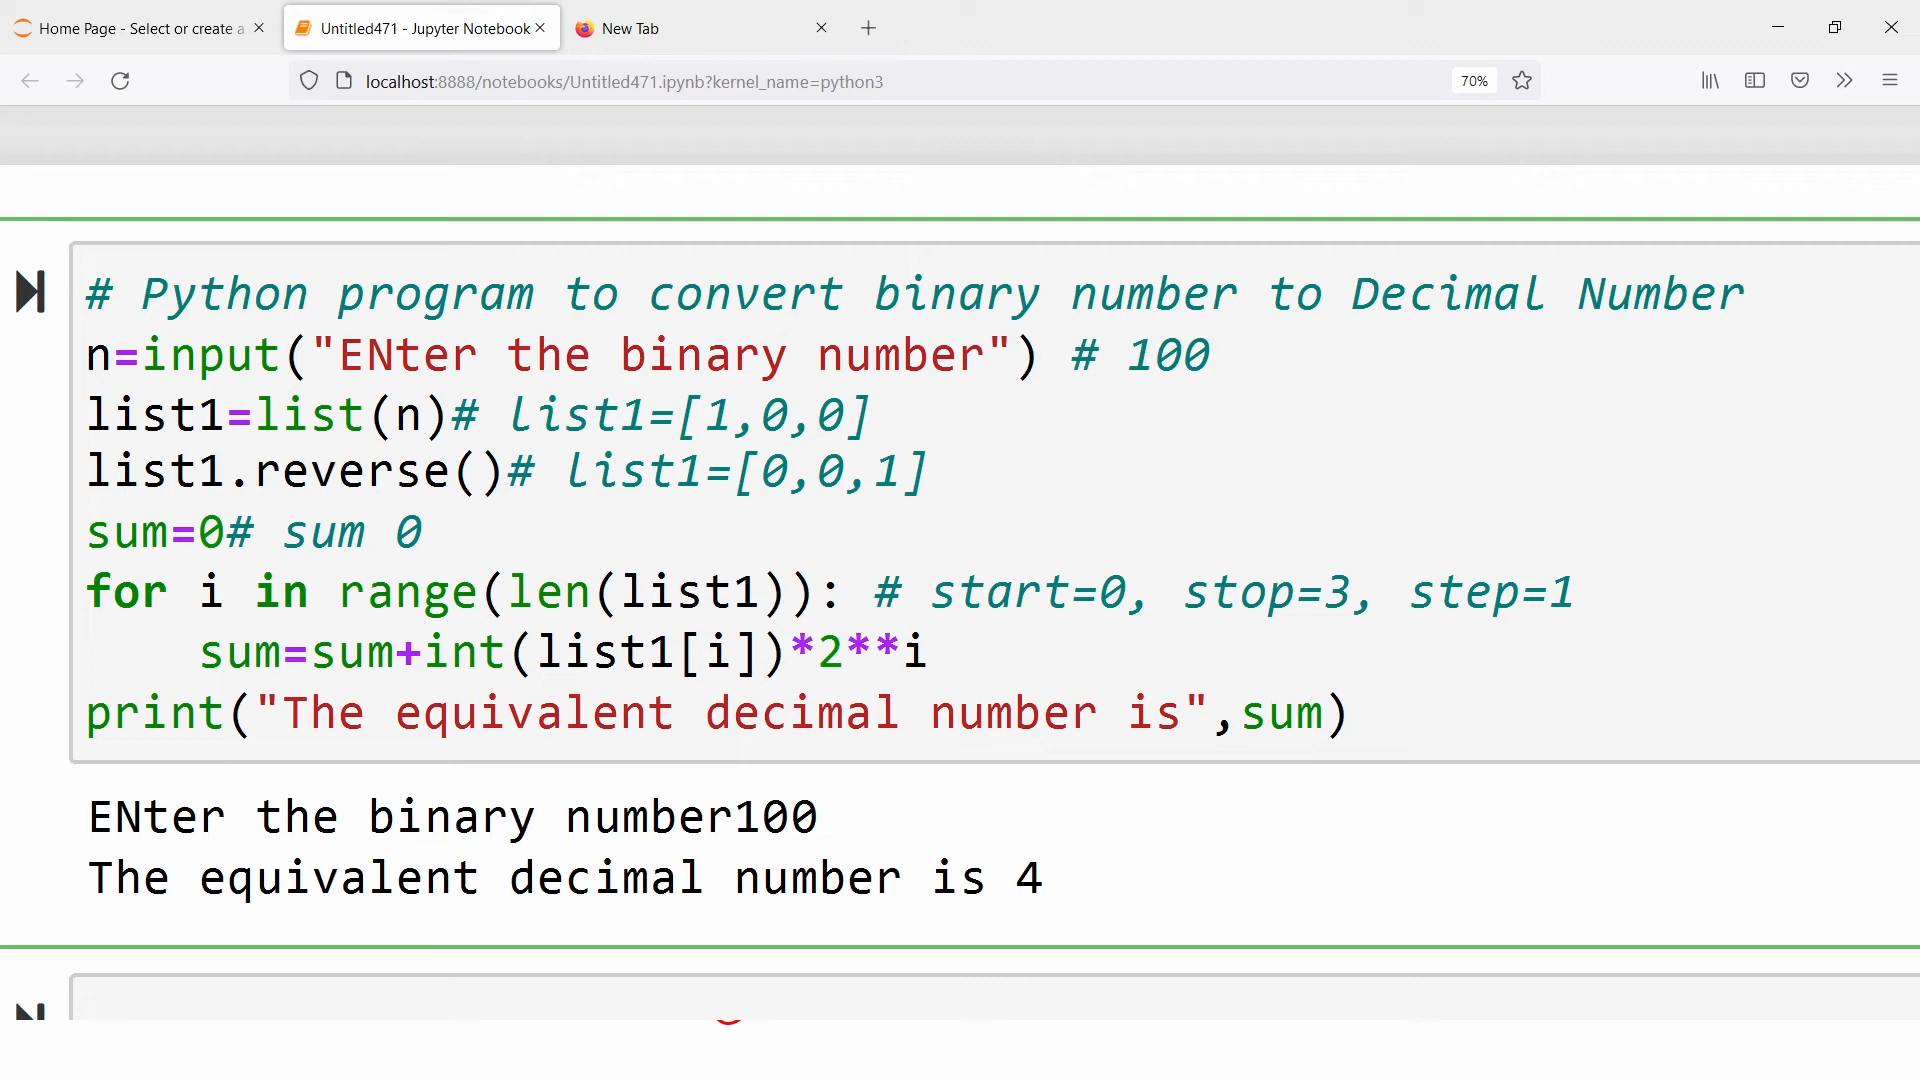 Home Page - Select or create a
Untitled471 - Jupyter Notebook
New Tab
localhost:8888/notebooks/Untitled471.ipynb?kernel_name=python3
70%
# Python program to convert binary number to Decimal Number
n=input("ENter the binary number") # 100
list1=list(n)# list1=[1,0,0]
list1.reverse()# list1=[0,0,1]
sum=0# sum 0
for i in range(len(list1)): # start=0, stop=3, step=1
    sum=sum+int(list1[i])*2**i
print("The equivalent decimal number is",sum)
ENter the binary number100
The equivalent decimal number is 4